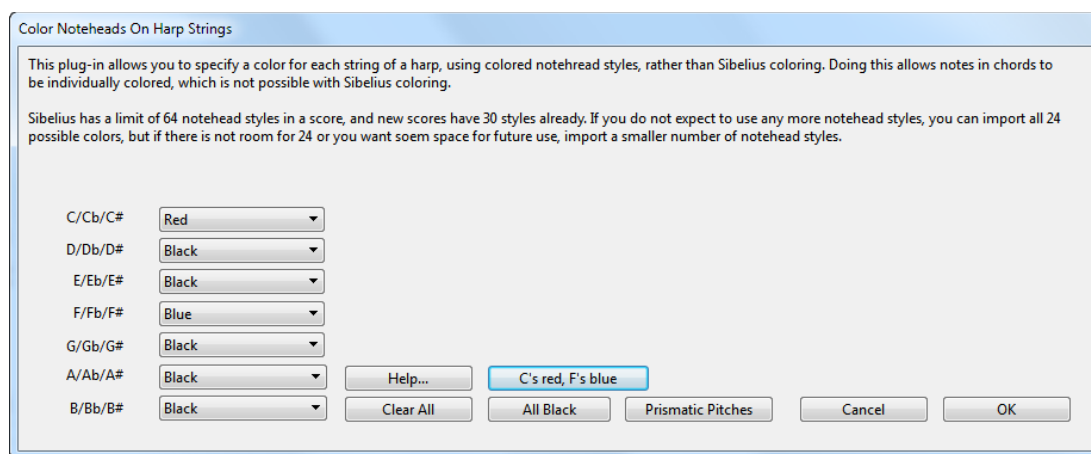 Color Noteheads On Harp Strings
This plug-in allows you to specify a color for each string of a harp, using colored notehread styles, rather than Sibelius coloring. Doing this allows notes in chords to
be individually colored, which is not possible with Sibelius coloring.
Sibelius has a limit of 64 notehead styles in a score, and new scores have 30 styles already. If you do not expect to use any more notehead styles, you can import all 24
possible colors, but if there is not room for 24 or you want soem space for future use, import a smaller number of notehead styles.
C/Cb/C# Red
D/Db/D# Black
E/Eb/E# Black
F/Fb/F# Blue
G/Gb/G# Black
A/Ab/A# Black Help... C's red, F's blue
B/Bb/B# Black Clear All All Black Prismatic Pitches Cancel OK